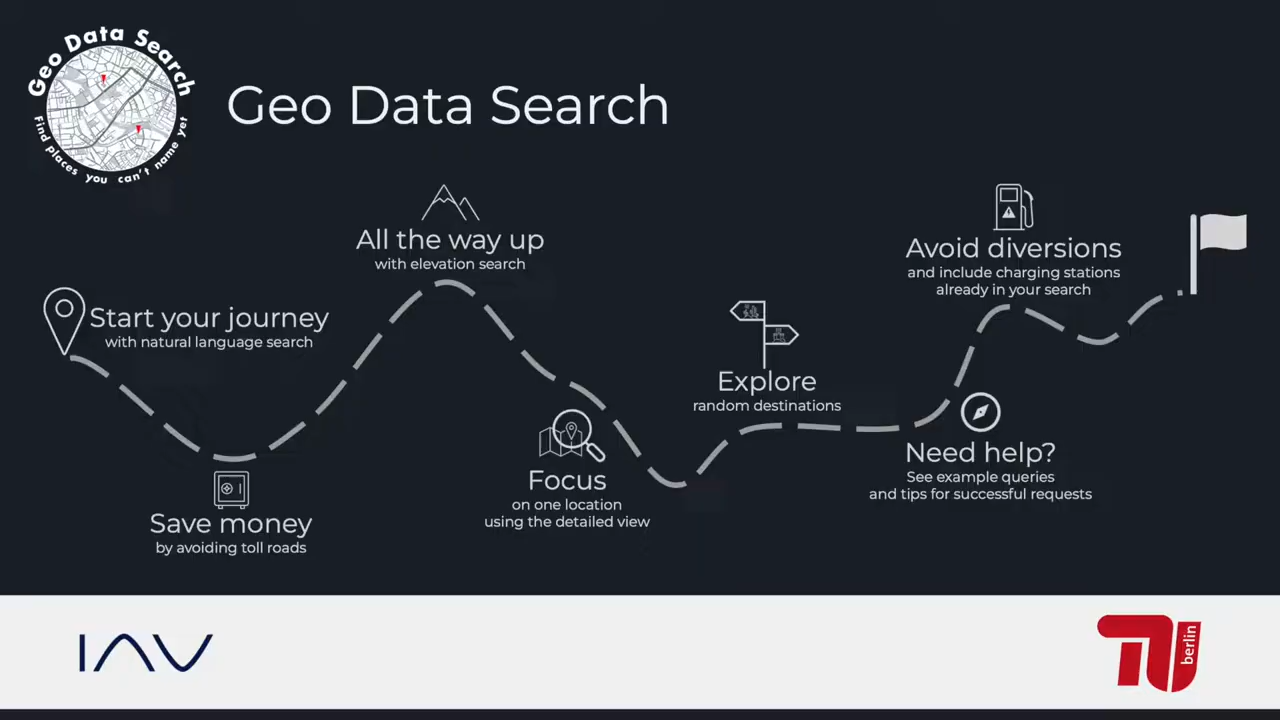 Geo Data Search
Find places you can't name yet
Geo Data Search
All the way up
with elevation search
Avoid diversions
and include charging stations
already in your search
Start your journey
with natural language search
Explore
random destinations
Need help?
See example queries
and tips for successful requests
Focus
on one location
using the detailed view
Save money
by avoiding toll roads
IAV
TU
berlin